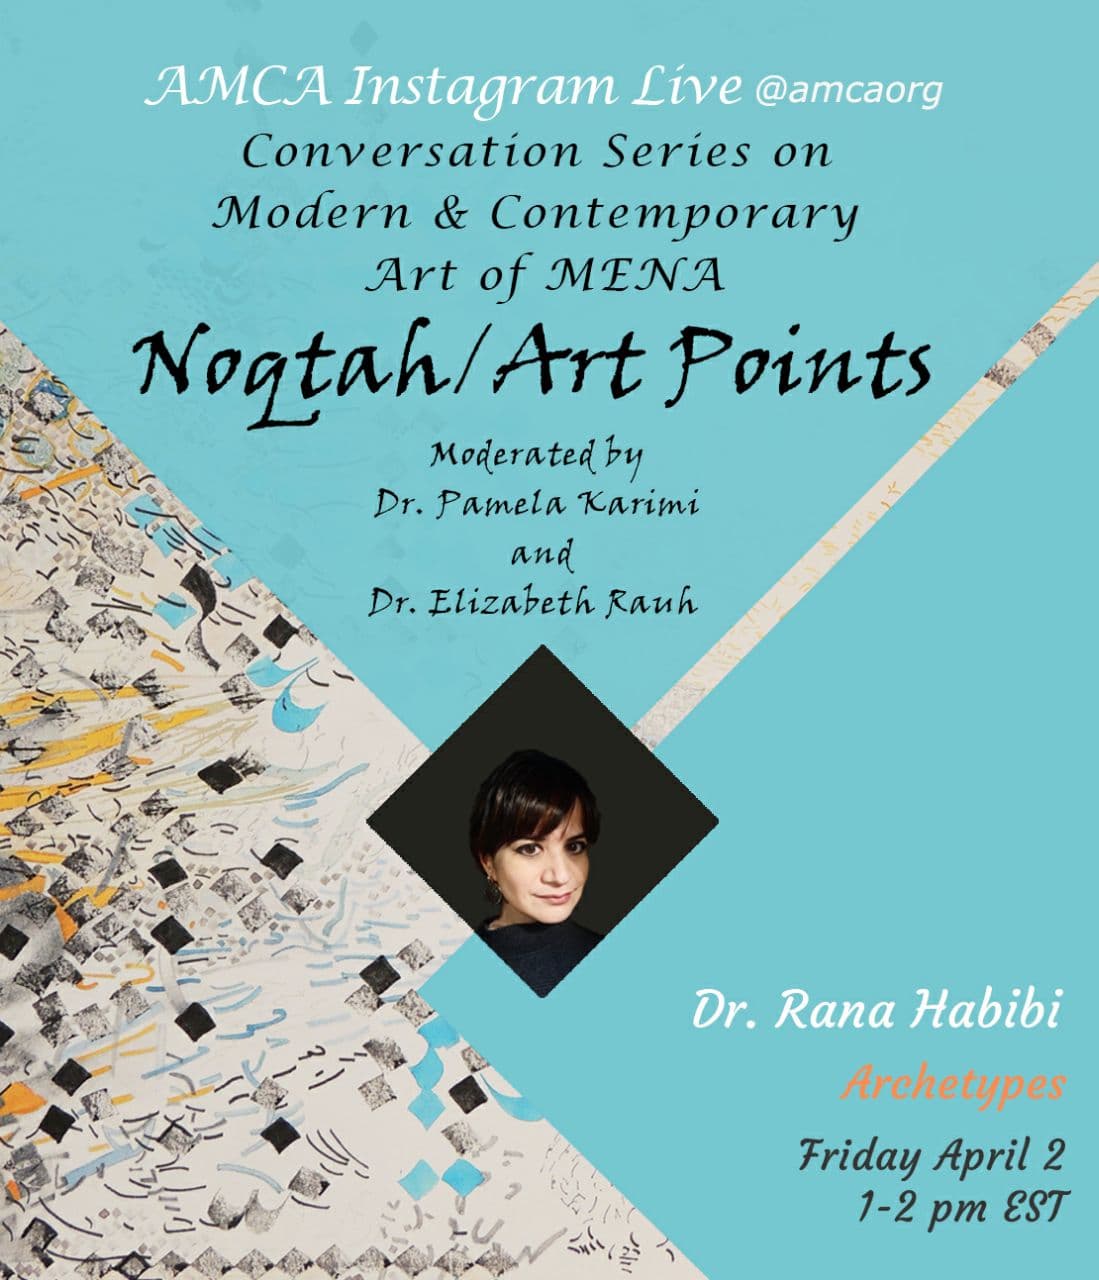 AMCA Instagram Live @amcaorg
Conversation Series on
Modern & Contemporary
Art of MENA
Noqtah/Art Points
Moderated by
Dr. Pamela Karimi
and
Dr. Elizabeth Rauh
Dr. Rana Habibi
Archetypes
Friday April 2
1-2 pm EST